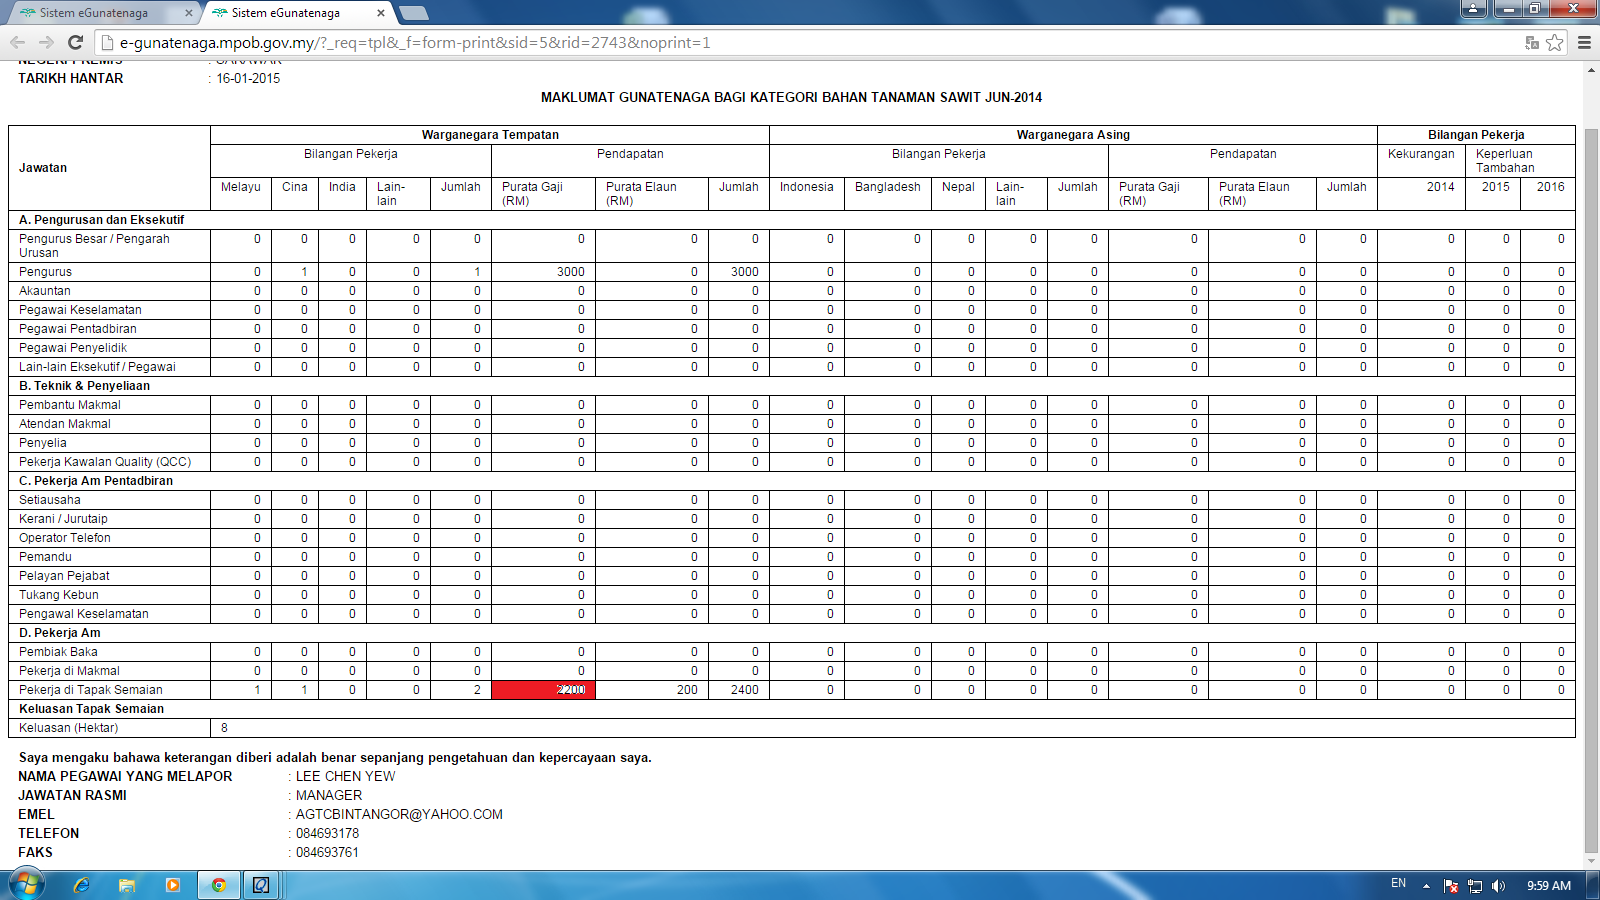 Sistem eGunatenaga
Sistem eGunatenaga
e-gunatenaga.mpob.gov.my/?_req=tpl&_f=form-print&sid=5&rid=2743&noprint=1
NEGERI PREMIS : SARAWAK
TARIKH HANTAR : 16-01-2015
MAKLUMAT GUNATENAGA BAGI KATEGORI BAHAN TANAMAN SAWIT JUN-2014
Jawatan Warganegara Tempatan Warganegara Asing Bilangan Pekerja
Bilangan Pekerja Pendapatan Bilangan Pekerja Pendapatan Kekurangan Keperluan Tambahan
Melayu Cina India Lain-lain Jumlah Purata Gaji (RM) Purata Elaun (RM) Jumlah Indonesia Bangladesh Nepal Lain-lain Jumlah Purata Gaji (RM) Purata Elaun (RM) Jumlah 2014 2015 2016
A. Pengurusan dan Eksekutif
Pengurus Besar / Pengarah Urusan 0 0 0 0 0 0 0 0 0 0 0 0 0 0 0 0 0 0 0
Pengurus 0 1 0 0 1 3000 0 3000 0 0 0 0 0 0 0 0 0 0 0
Akauntan 0 0 0 0 0 0 0 0 0 0 0 0 0 0 0 0 0 0 0
Pegawai Keselamatan 0 0 0 0 0 0 0 0 0 0 0 0 0 0 0 0 0 0 0
Pegawai Pentadbiran 0 0 0 0 0 0 0 0 0 0 0 0 0 0 0 0 0 0 0
Pegawai Penyelidik 0 0 0 0 0 0 0 0 0 0 0 0 0 0 0 0 0 0 0
Lain-lain Eksekutif / Pegawai 0 0 0 0 0 0 0 0 0 0 0 0 0 0 0 0 0 0 0
B. Teknik & Penyeliaan
Pembantu Makmal 0 0 0 0 0 0 0 0 0 0 0 0 0 0 0 0 0 0 0
Atendan Makmal 0 0 0 0 0 0 0 0 0 0 0 0 0 0 0 0 0 0 0
Penyelia 0 0 0 0 0 0 0 0 0 0 0 0 0 0 0 0 0 0 0
Pekerja Kawalan Quality (QCC) 0 0 0 0 0 0 0 0 0 0 0 0 0 0 0 0 0 0 0
C. Pekerja Am Pentadbiran
Setiausaha 0 0 0 0 0 0 0 0 0 0 0 0 0 0 0 0 0 0 0
Kerani / Jurutaip 0 0 0 0 0 0 0 0 0 0 0 0 0 0 0 0 0 0 0
Operator Telefon 0 0 0 0 0 0 0 0 0 0 0 0 0 0 0 0 0 0 0
Pemandu 0 0 0 0 0 0 0 0 0 0 0 0 0 0 0 0 0 0 0
Pelayan Pejabat 0 0 0 0 0 0 0 0 0 0 0 0 0 0 0 0 0 0 0
Tukang Kebun 0 0 0 0 0 0 0 0 0 0 0 0 0 0 0 0 0 0 0
Pengawal Keselamatan 0 0 0 0 0 0 0 0 0 0 0 0 0 0 0 0 0 0 0
D. Pekerja Am
Pembiak Baka 0 0 0 0 0 0 0 0 0 0 0 0 0 0 0 0 0 0 0
Pekerja di Makmal 0 0 0 0 0 0 0 0 0 0 0 0 0 0 0 0 0 0 0
Pekerja di Tapak Semaian 1 1 0 0 2 2200 200 2400 0 0 0 0 0 0 0 0 0 0 0
Keluasan Tapak Semaian
Keluasan (Hektar) 8
Saya mengaku bahawa keterangan diberi adalah benar sepanjang pengetahuan dan kepercayaan saya.
NAMA PEGAWAI YANG MELAPOR : LEE CHEN YEW
JAWATAN RASMI : MANAGER
EMEL : AGTCBINTANGOR@YAHOO.COM
TELEFON : 084693178
FAKS : 084693761
EN 9:59 AM